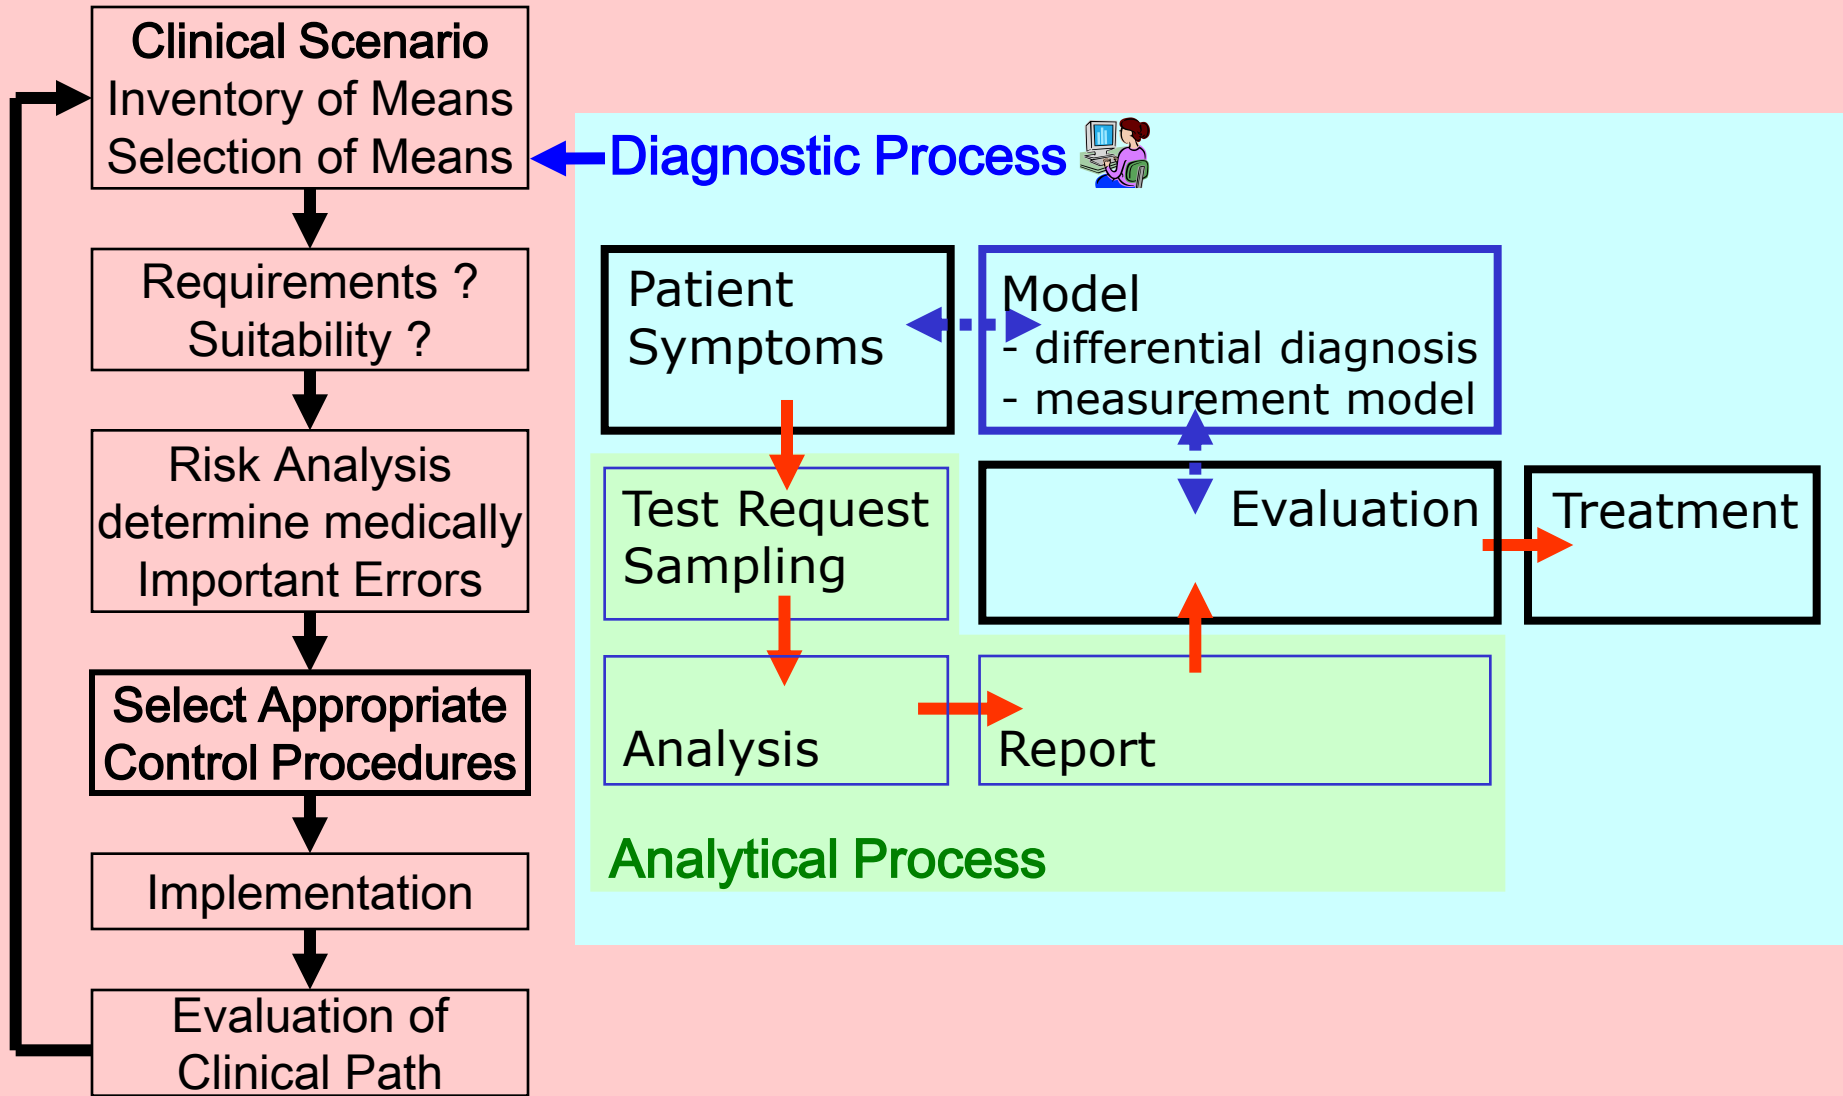 Clinical Scenario
Inventory of Means
Selection of Means
Requirements ?
Suitability ?
Risk Analysis
determine medically
Important Errors
Select Appropriate
Control Procedures
Implementation
Evaluation of
Clinical Path
Diagnostic Process
Patient
Symptoms
Model
- differential diagnosis
- measurement model
Test Request
Sampling
Evaluation
Treatment
Analysis
Report
Analytical Process